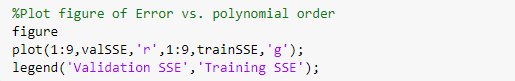 %Plot figure of Error vs. polynomial order
figure
plot(1:9,valSSE,'r',1:9,trainSSE,'g');
legend('Validation SSE','Training SSE');